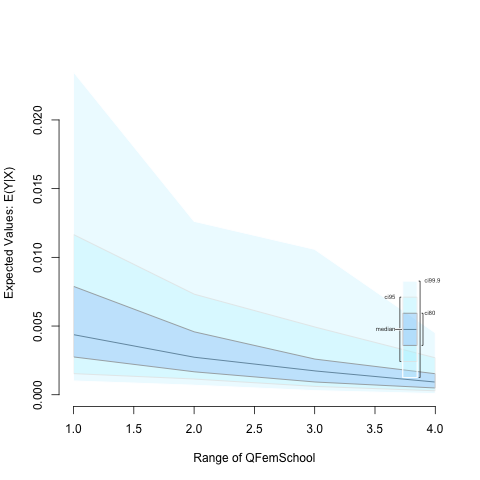 Expected Values: E(Y|X)
0.020
0.015
0.010
0.005
0.000
ci99.9
ci95
ci80
median
1.0 1.5 2.0 2.5 3.0 3.5 4.0
Range of QFemSchool